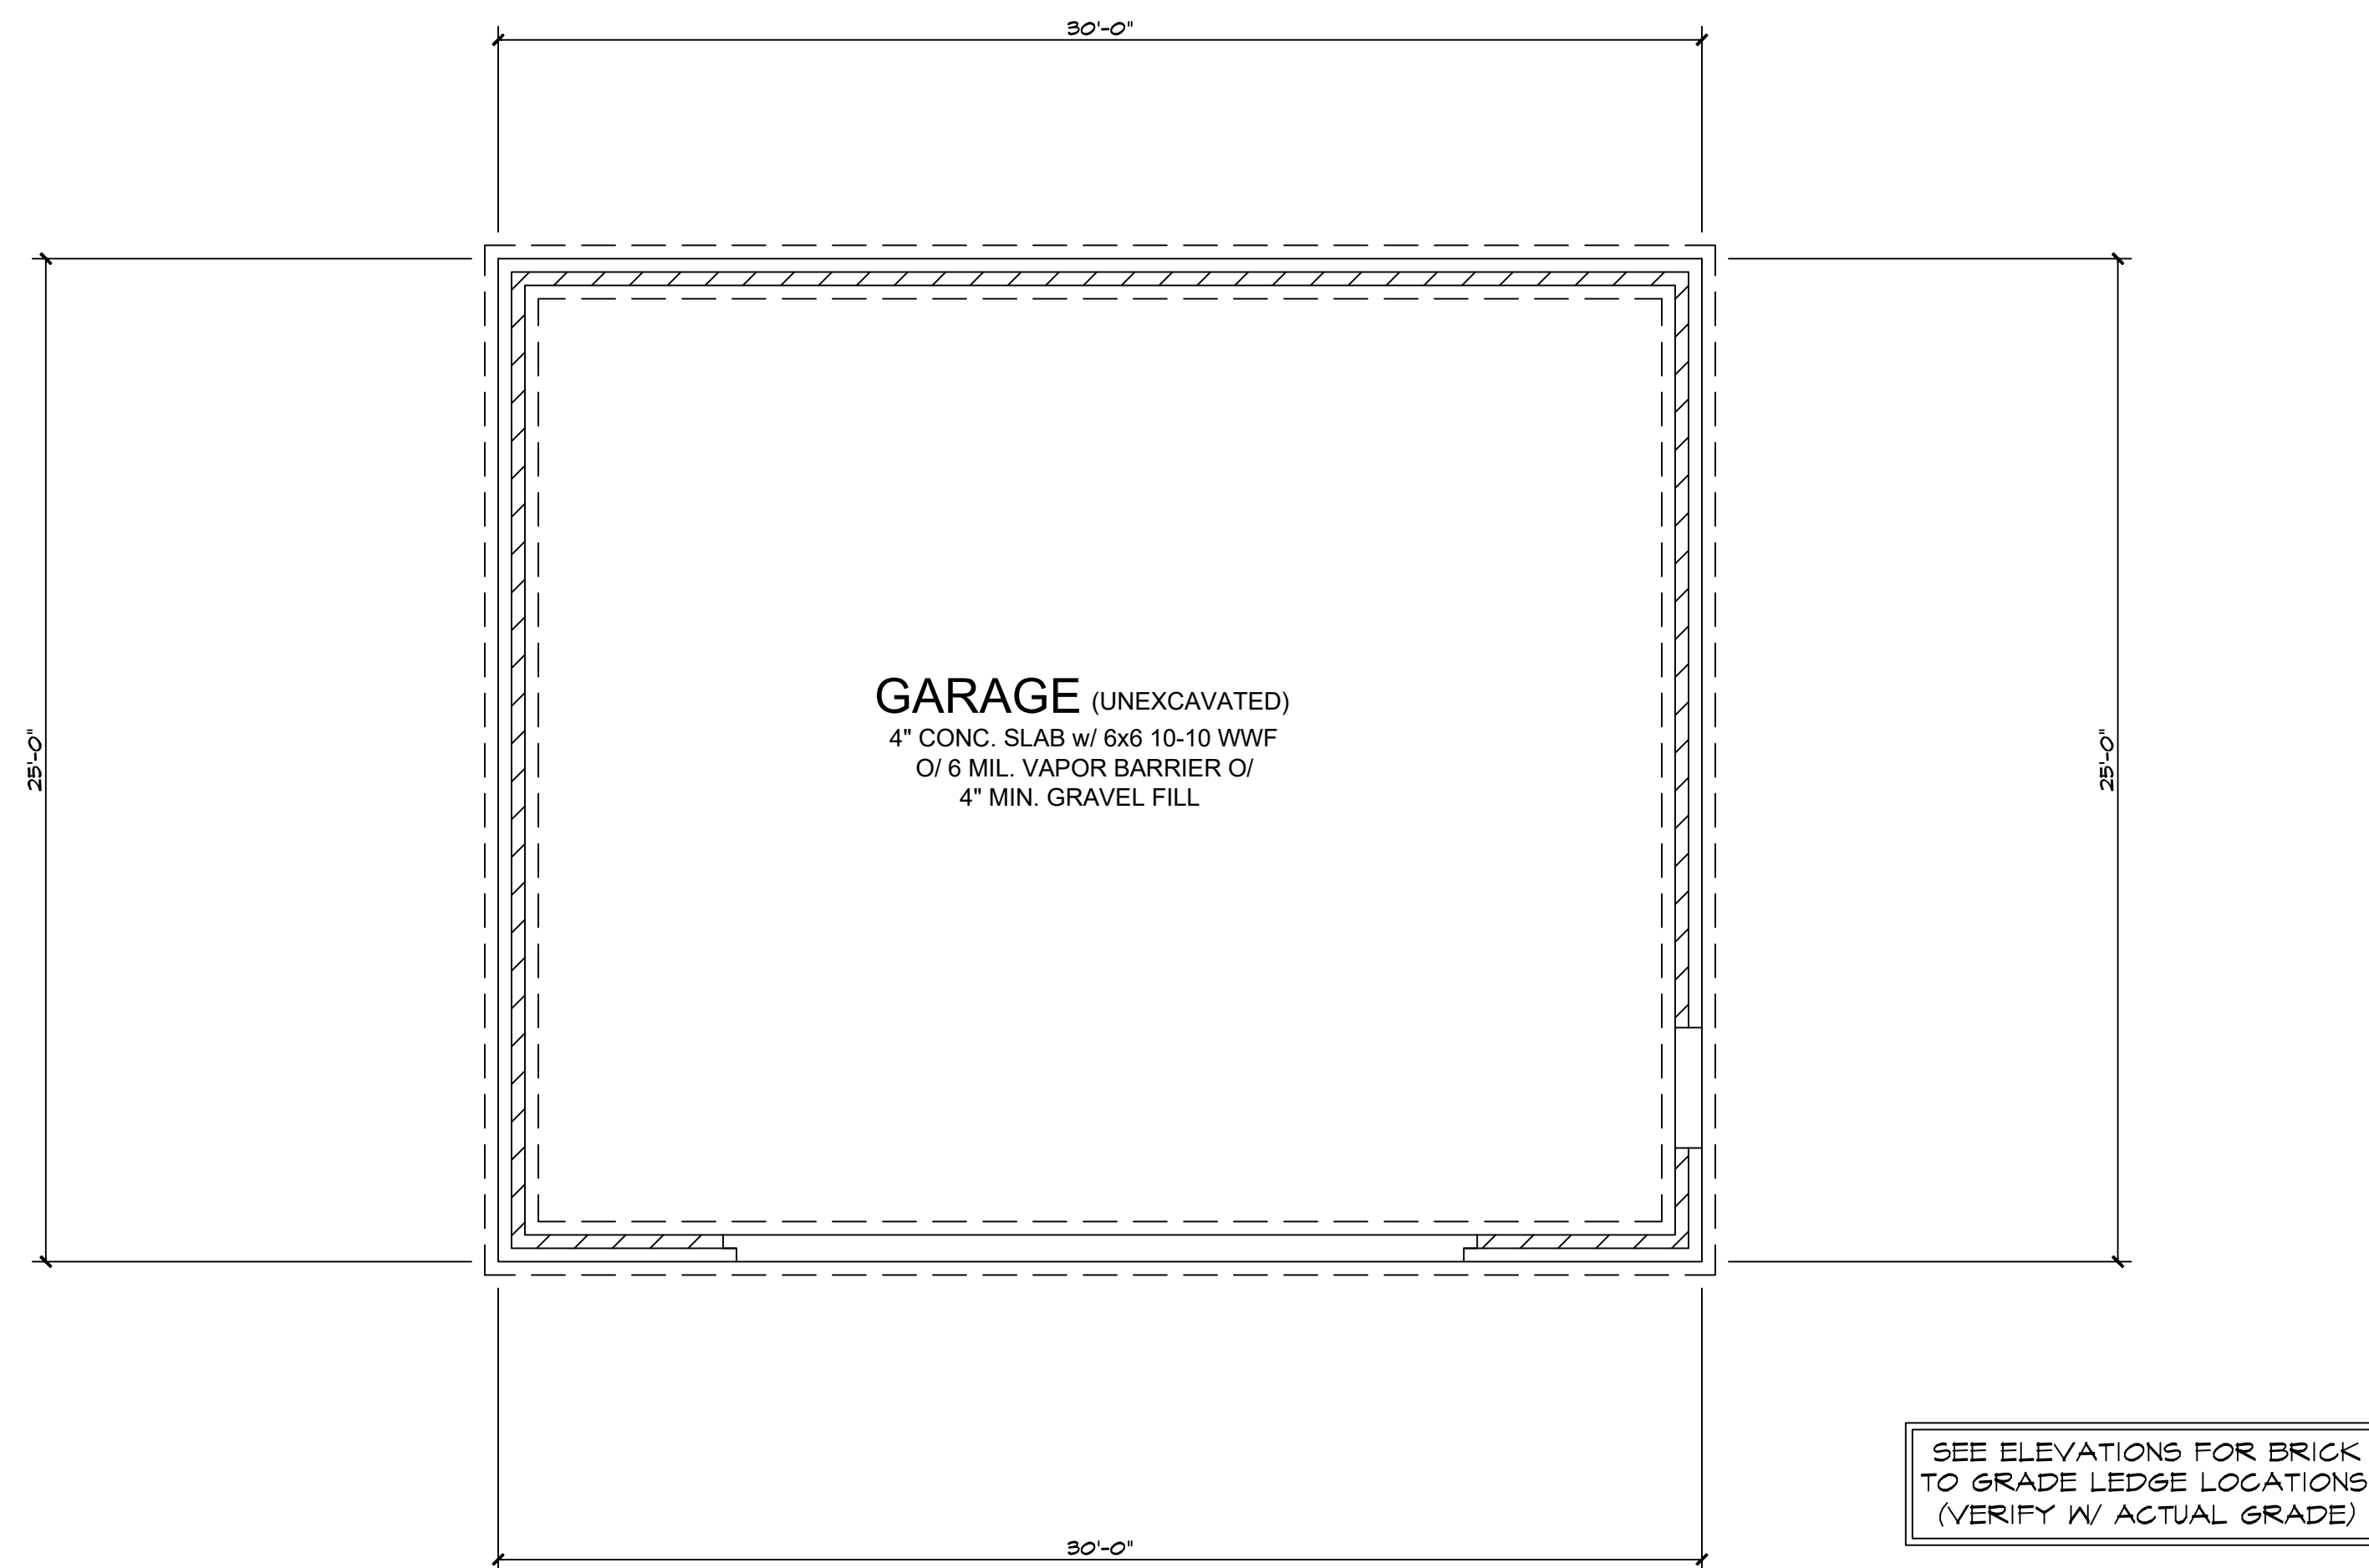 30'-0"
25'-0"
25'-0"
GARAGE (UNEXCAVATED)
4" CONC. SLAB w/ 6x6 10-10 WWF
O/ 6 MIL. VAPOR BARRIER O/
4" MIN. GRAVEL FILL
SEE ELEVATIONS FOR BRICK
TO GRADE LEDGE LOCATIONS
(VERIFY W/ ACTUAL GRADE)
30'-0"